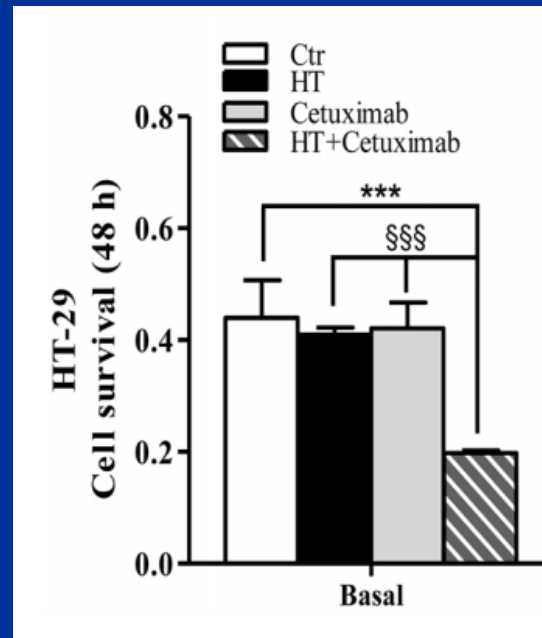 Ctr
HT
Cetuximab
HT+Cetuximab
0.8
0.6
0.4
0.2
0.0
HT-29
Cell survival (48 h)
***
§§§
Basal